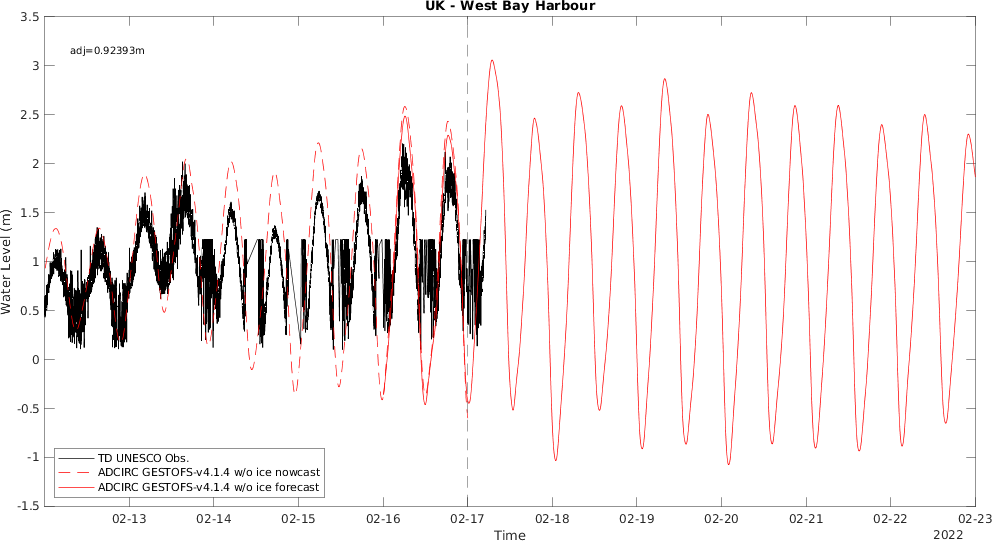 UK - West Bay Harbour
adj=0.92393m
Water Level (m)
3.5
3
2.5
2
1.5
1
0.5
0
-0.5
-1
-1.5
TD UNESCO Obs.
ADCIRC GESTOFS-v4.1.4 w/o ice nowcast
ADCIRC GESTOFS-v4.1.4 w/o ice forecast
02-13 02-14 02-15 02-16 02-17 02-18 02-19 02-20 02-21 02-22 02-23
Time
2022